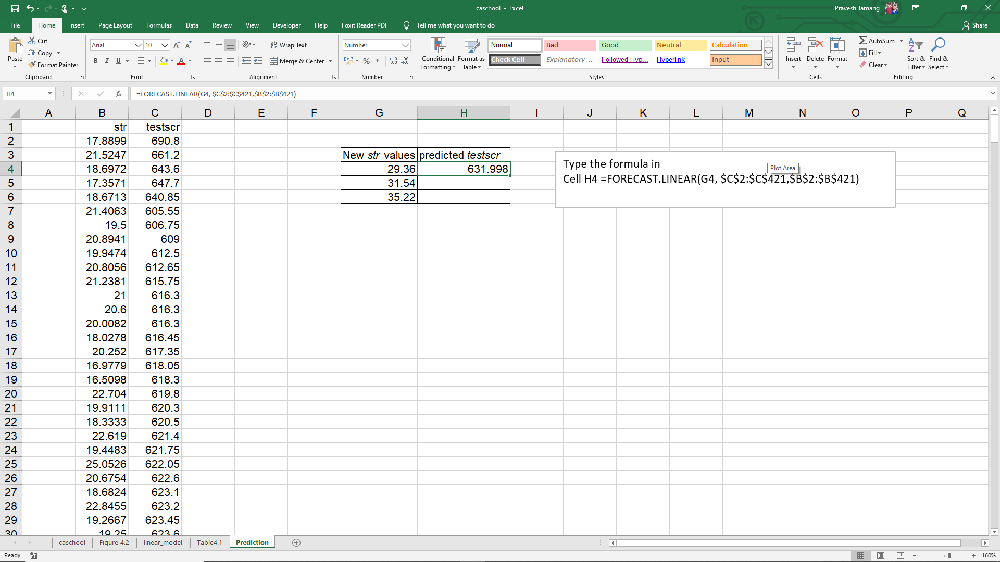 caschool - Excel
Pravesh Tamang
File Home Insert Page Layout Formulas Data Review View Developer Help Foxit Reader PDF Tell me what you want to do Share
Paste
Cut
Copy
Format Painter
Clipboard
Arial 10
B I U
Font
Wrap Text
Merge & Center
Alignment
Number
Number
Conditional Formatting
Format as Table
Normal Bad Good Neutral Calculation
Check Cell Explanatory ... Followed Hyp... Hyperlink Input
Styles
Insert Delete Format
Cells
AutoSum
Fill
Clear
Sort & Filter
Find & Select
Editing
H4 =FORECAST.LINEAR(G4, $C$2:$C$421,$B$2:$B$421)
A B C D E F G H I J K L M N O P Q
1 str testscr
2 17.8899 690.8
3 21.5247 661.2 New str values predicted testscr
4 18.6972 643.6 29.36 631.998
5 17.3571 647.7 31.54
6 18.6713 640.85 35.22
Type the formula in
Plot Area
Cell H4 =FORECAST.LINEAR(G4, $C$2:$C$421,$B$2:$B$421)
7 21.4063 605.55
8 19.5 606.75
9 20.8941 609
10 19.9474 612.5
11 20.8056 612.65
12 21.2381 615.75
13 21 616.3
14 20.6 616.3
15 20.0082 616.3
16 18.0278 616.45
17 20.252 617.35
18 16.9779 618.05
19 16.5098 618.3
20 22.704 619.8
21 19.9111 620.3
22 18.3333 620.5
23 22.619 621.4
24 19.4483 621.75
25 25.0526 622.05
26 20.6754 622.6
27 18.6824 623.1
28 22.8455 623.2
29 19.2667 623.45
30 19.25 623.6
caschool Figure 4.2 linear_model Table4.1 Prediction
Ready 160%